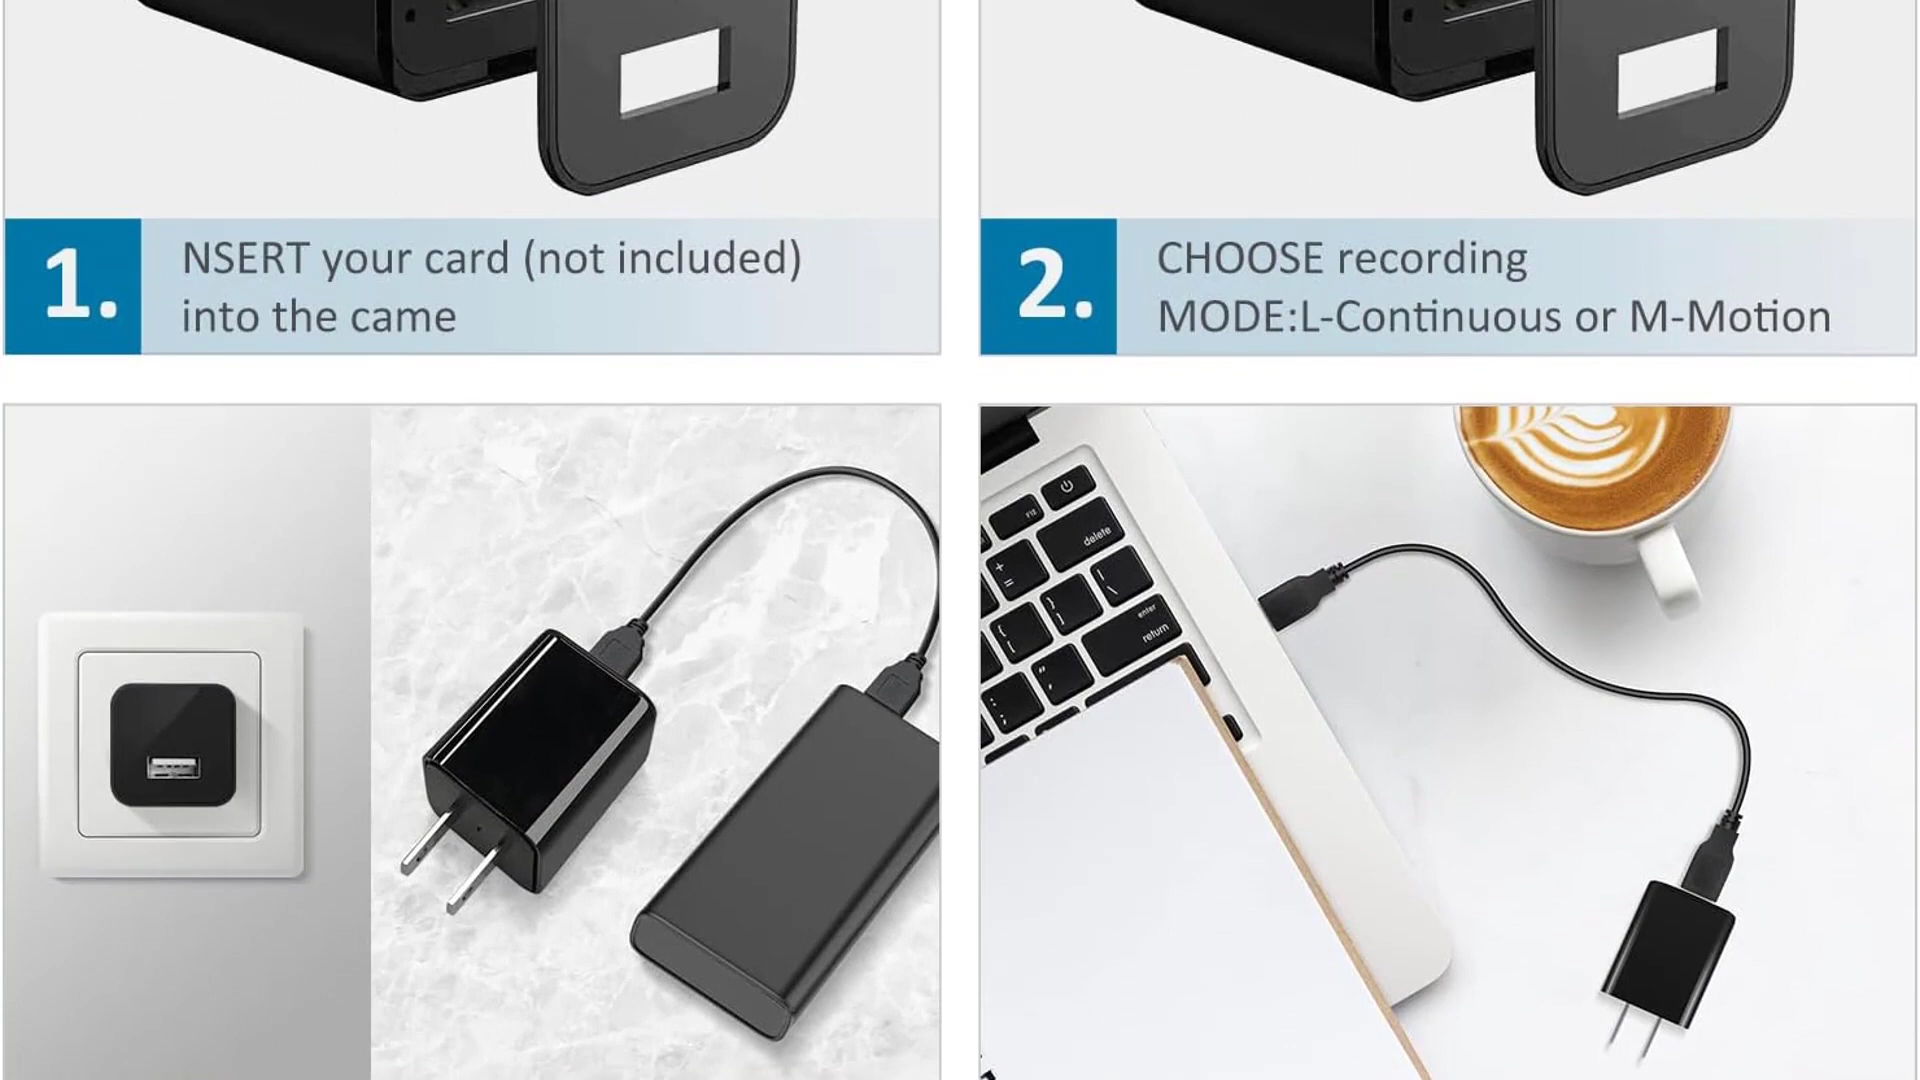 1.
NSERT your card (not included)
into the came
2.
CHOOSE recording
MODE:L-Continuous or M-Motion
delete
enter
return